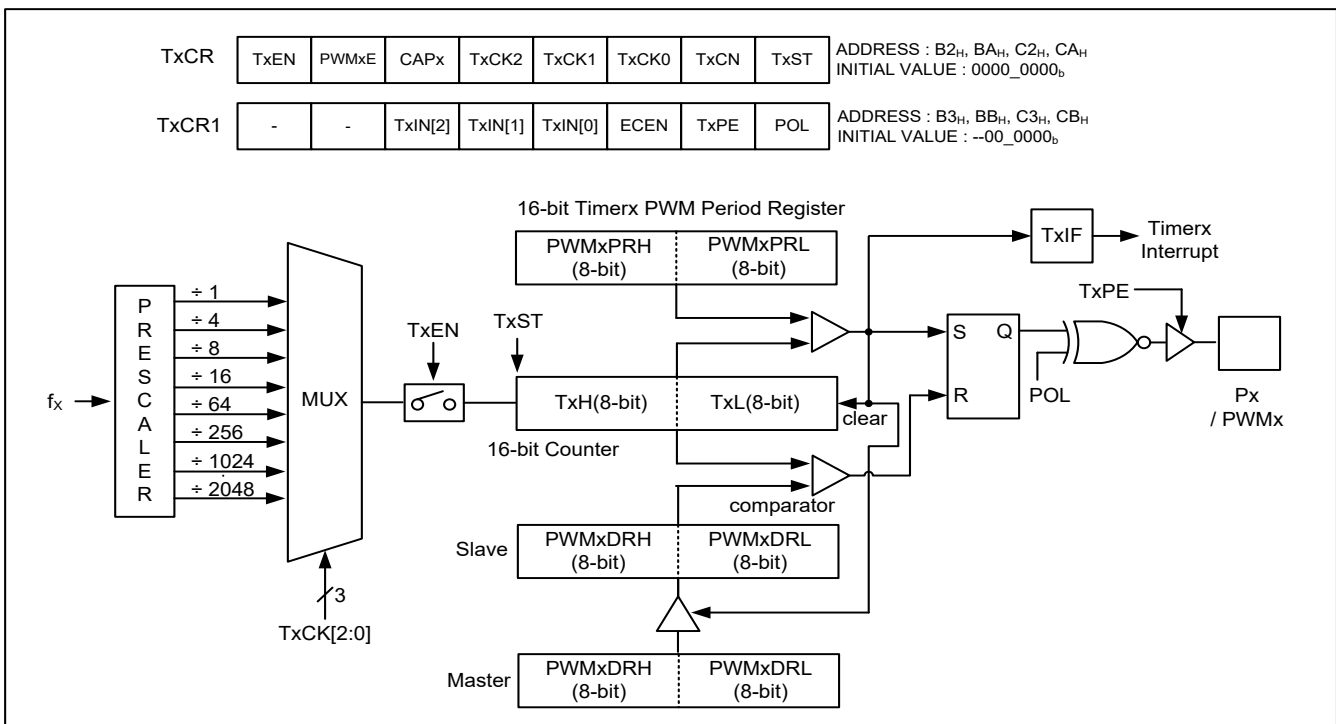 TxCR TxEN PWMxE CAPx TxCK2 TxCK1 TxCK0 TxCN TxST
ADDRESS : B2H, BAH, C2H, CAH
INITIAL VALUE : 0000_0000b
TxCR1 - - TxIN[2] TxIN[1] TxIN[0] ECEN TxPE POL
ADDRESS : B3H, BBH, C3H, CBH
INITIAL VALUE : --00_0000b
16-bit Timerx PWM Period Register
PWMxPRH
(8-bit)
PWMxPRL
(8-bit)
TxIF
Timerx
Interrupt
fX
P
R
E
S
C
A
L
E
R
÷ 1
÷ 4
÷ 8
÷ 16
÷ 64
÷ 256
÷ 1024
÷ 2048
MUX
3
TxCK[2:0]
TxEN
TxST
TxH(8-bit)
TxL(8-bit)
clear
16-bit Counter
comparator
S
Q
R
POL
TxPE
Px
/ PWMx
Slave
PWMxDRH
(8-bit)
PWMxDRL
(8-bit)
Master
PWMxDRH
(8-bit)
PWMxDRL
(8-bit)